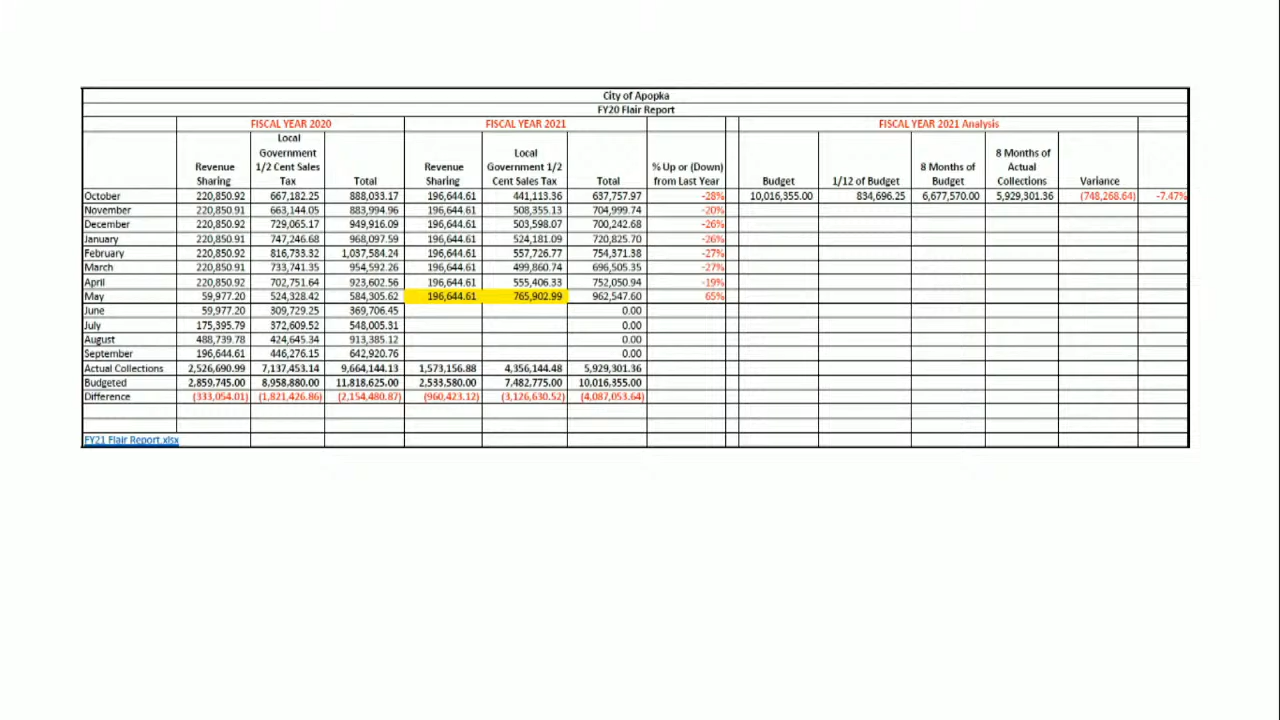 City of Apopka
FY20 Flair Report
FISCAL YEAR 2020 FISCAL YEAR 2021 FISCAL YEAR 2021 Analysis
Revenue Sharing Local Government 1/2 Cent Sales Tax Total Revenue Sharing Local Government 1/2 Cent Sales Tax Total % Up or (Down) from Last Year Budget 1/12 of Budget 8 Months of Budget 8 Months of Actual Collections Variance
October 220,850.92 667,182.25 888,033.17 196,644.61 441,113.36 637,757.97 -28% 10,016,355.00 834,696.25 6,677,570.00 5,929,301.36 (748,268.64) -7.47%
November 220,850.91 663,144.05 883,994.96 196,644.61 508,355.13 704,999.74 -20%
December 220,850.92 729,065.17 949,916.09 196,644.61 503,598.07 700,242.68 -26%
January 220,850.91 747,246.68 968,097.59 196,644.61 524,181.09 720,825.70 -26%
February 220,850.92 816,733.32 1,037,584.24 196,644.61 557,726.77 754,371.38 -27%
March 220,850.91 733,741.35 954,592.26 196,644.61 499,860.74 696,505.35 -27%
April 220,850.92 702,751.64 923,602.56 196,644.61 555,406.33 752,050.94 -19%
May 59,977.20 524,328.42 584,305.62 196,644.61 765,902.99 962,547.60 65%
June 59,977.20 309,729.25 369,706.45 0.00
July 175,395.79 372,609.52 548,005.31 0.00
August 488,739.78 424,645.34 913,385.12 0.00
September 196,644.61 446,276.15 642,920.76 0.00
Actual Collections 2,526,690.99 7,137,453.14 9,664,144.13 1,573,156.88 4,356,144.48 5,929,301.36
Budgeted 2,859,745.00 8,958,880.00 11,818,625.00 2,533,580.00 7,482,775.00 10,016,355.00
Difference (333,054.01) (1,821,426.86) (2,154,480.87) (960,423.12) (3,126,630.52) (4,087,053.64)
FY21 Flair Report.xlsx